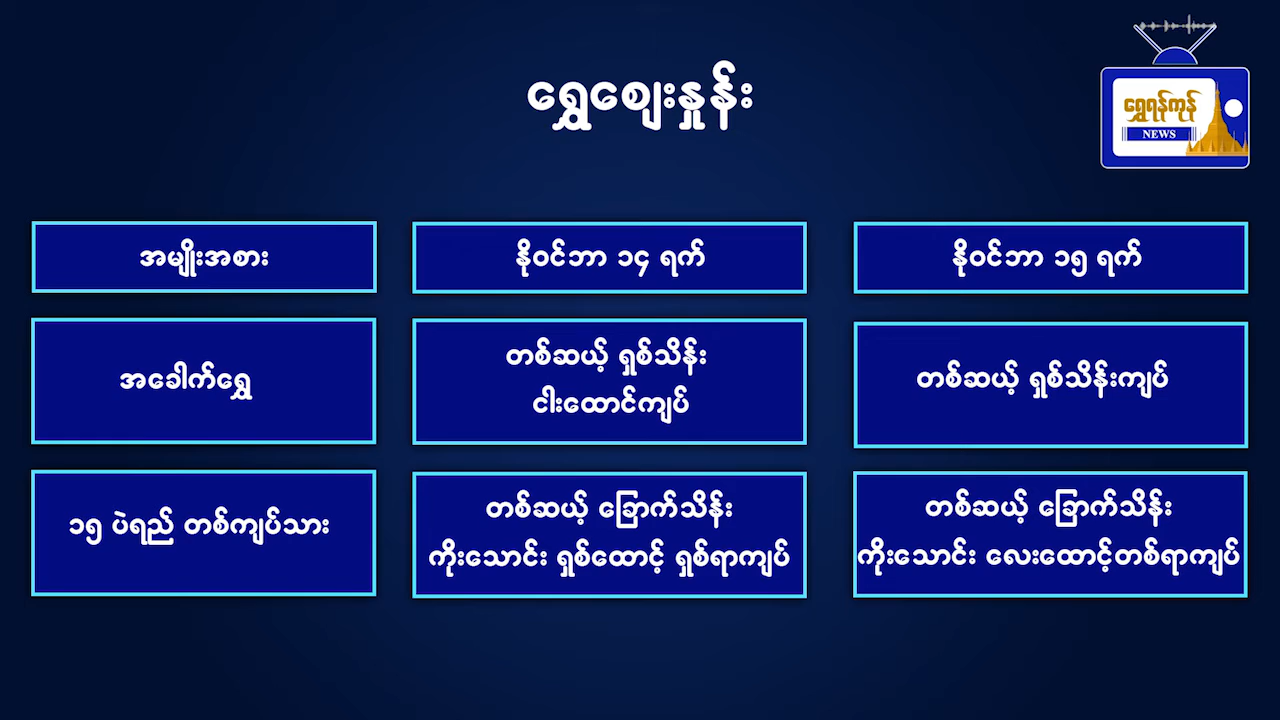 ရွှေဈေးနှုန်း
ရွှေရန်ကုန်
NEWS
အမျိုးအစား
နိုဝင်ဘာ ၁၄ ရက်
နိုဝင်ဘာ ၁၅ ရက်
အခေါက်ရွှေ
တစ်ဆယ့် ရှစ်သိန်း
ငါးထောင်ကျပ်
တစ်ဆယ့် ရှစ်သိန်းကျပ်
၁၅ ပဲရည် တစ်ကျပ်သား
တစ်ဆယ့် ခြောက်သိန်း
ကိုးသောင်း ရှစ်ထောင့် ရှစ်ရာကျပ်
တစ်ဆယ့် ခြောက်သိန်း
ကိုးသောင်း လေးထောင့်တစ်ရာကျပ်